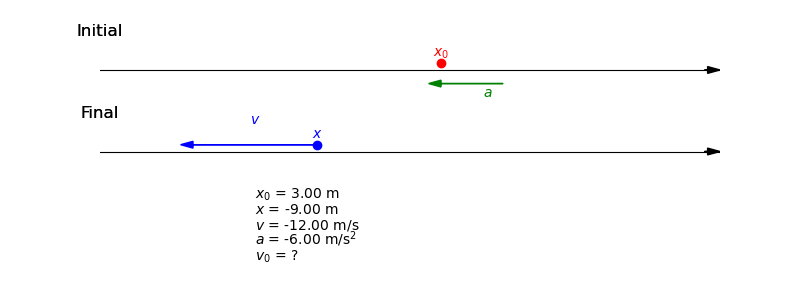 Initial
x₀
a
Final
v
x
x₀ = 3.00 m
x = -9.00 m
v = -12.00 m/s
a = -6.00 m/s²
v₀ = ?